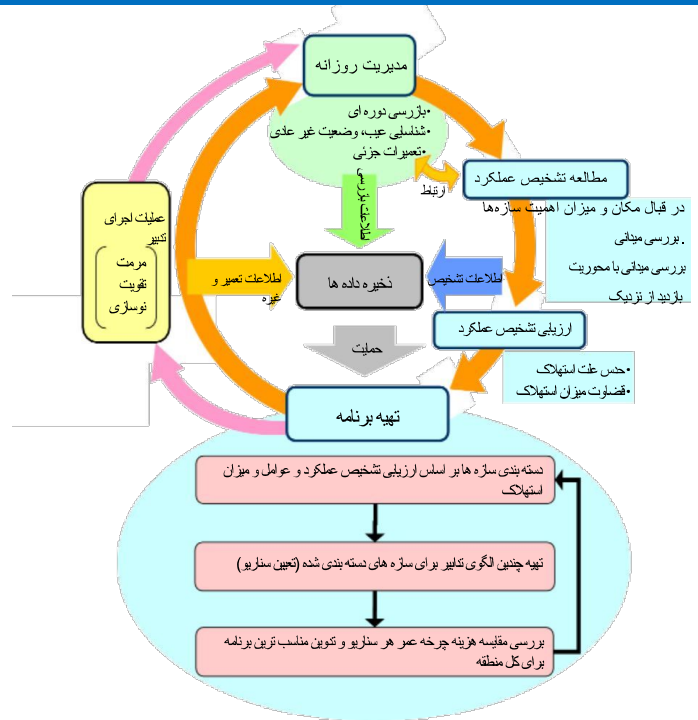 مدیریت روزانه
•بازرسی دوره ای
•شناسایی عیب، وضعیت غیر عادی
•تعمیرات جزئی
مطالعه تشخیص عملکرد
ارتباط
در قبال مکان و میزان اهمیت سازه‌ها
. بررسی میدانی
بررسی میدانی با محوریت
بازدید از نزدیک
اطلاعات بازرسی
عملیات اجرای
تدبیر
مرمت
تقویت
نوسازی
اطلاعات تعمیر و
غیره
ذخیره داده ها
اطلاعات تشخیص
ارزیابی تشخیص عملکرد
حمایت
•حدس علت استهلاک
•قضاوت میزان استهلاک
تهیه برنامه
دسته بندی سازه ها بر اساس ارزیابی تشخیص عملکرد و عوامل و میزان
استهلاک
تهیه چندین الگوی تدابیر برای سازه های دسته بندی شده (تعیین سناریو)
بررسی مقایسه هزینه چرخه عمر هر سناریو و تدوین مناسب ترین برنامه
برای کل منطقه